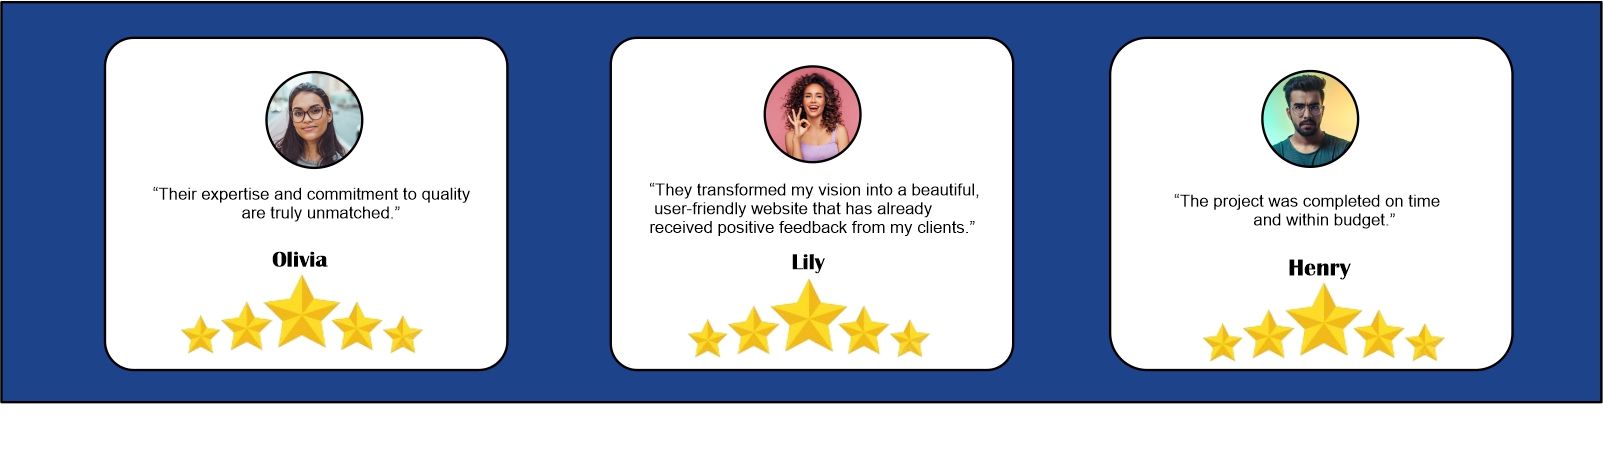 “Their expertise and commitment to quality
are truly unmatched.”
Olivia
“They transformed my vision into a beautiful,
user-friendly website that has already
received positive feedback from my clients.”
Lily
“The project was completed on time
and within budget.”
Henry